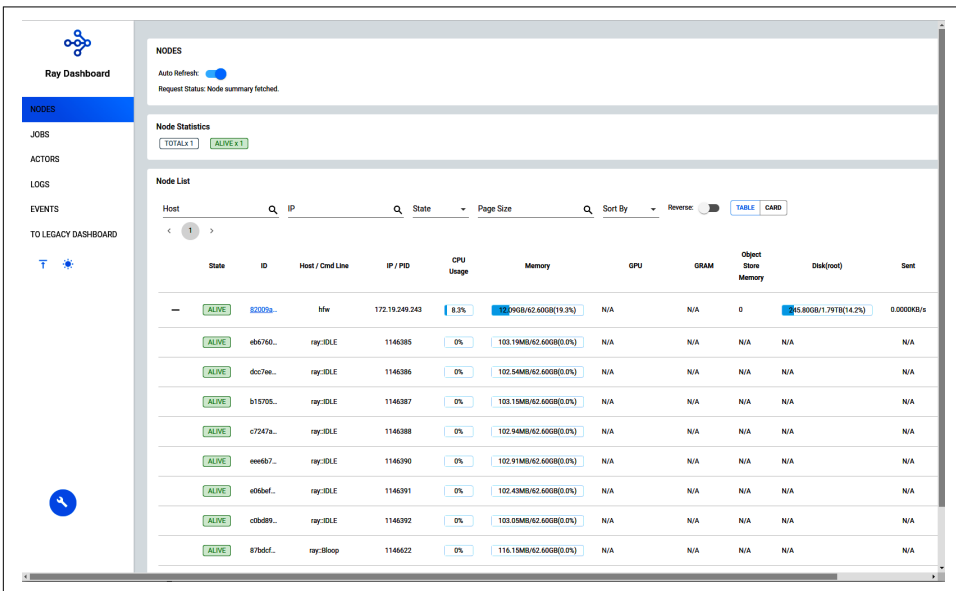 Ray Dashboard
NODES
JOBS
ACTORS
LOGS
EVENTS
TO LEGACY DASHBOARD
NODES
Auto Refresh:
Request Status: Node summary fetched.
Node Statistics
TOTALx 1 ALIVE x 1
Node List
Host IP State Page Size Sort By Reverse: TABLE CARD
< 1 >
State ID Host / Cmd Line IP / PID CPU Usage Memory GPU GRAM Object Store Memory Disk(root) Sent
— ALIVE 82009a... hfw 172.19.249.243 8.3% 12.09GB/62.60GB(19.3%) N/A N/A 0 245.80GB/1.79TB(14.2%) 0.0000KB/s
ALIVE eb6760... ray::IDLE 1146385 0% 103.19MB/62.60GB(0.0%) N/A N/A N/A N/A N/A
ALIVE dcc7ee... ray::IDLE 1146386 0% 102.54MB/62.60GB(0.0%) N/A N/A N/A N/A N/A
ALIVE b15705... ray::IDLE 1146387 0% 103.15MB/62.60GB(0.0%) N/A N/A N/A N/A N/A
ALIVE c7247a... ray::IDLE 1146388 0% 102.94MB/62.60GB(0.0%) N/A N/A N/A N/A N/A
ALIVE eee6b7... ray::IDLE 1146390 0% 102.91MB/62.60GB(0.0%) N/A N/A N/A N/A N/A
ALIVE e06bef... ray::IDLE 1146391 0% 102.43MB/62.60GB(0.0%) N/A N/A N/A N/A N/A
ALIVE c0bd89... ray::IDLE 1146392 0% 103.05MB/62.60GB(0.0%) N/A N/A N/A N/A N/A
ALIVE 87bdcf... ray::Bloop 1146622 0% 116.15MB/62.60GB(0.0%) N/A N/A N/A N/A N/A